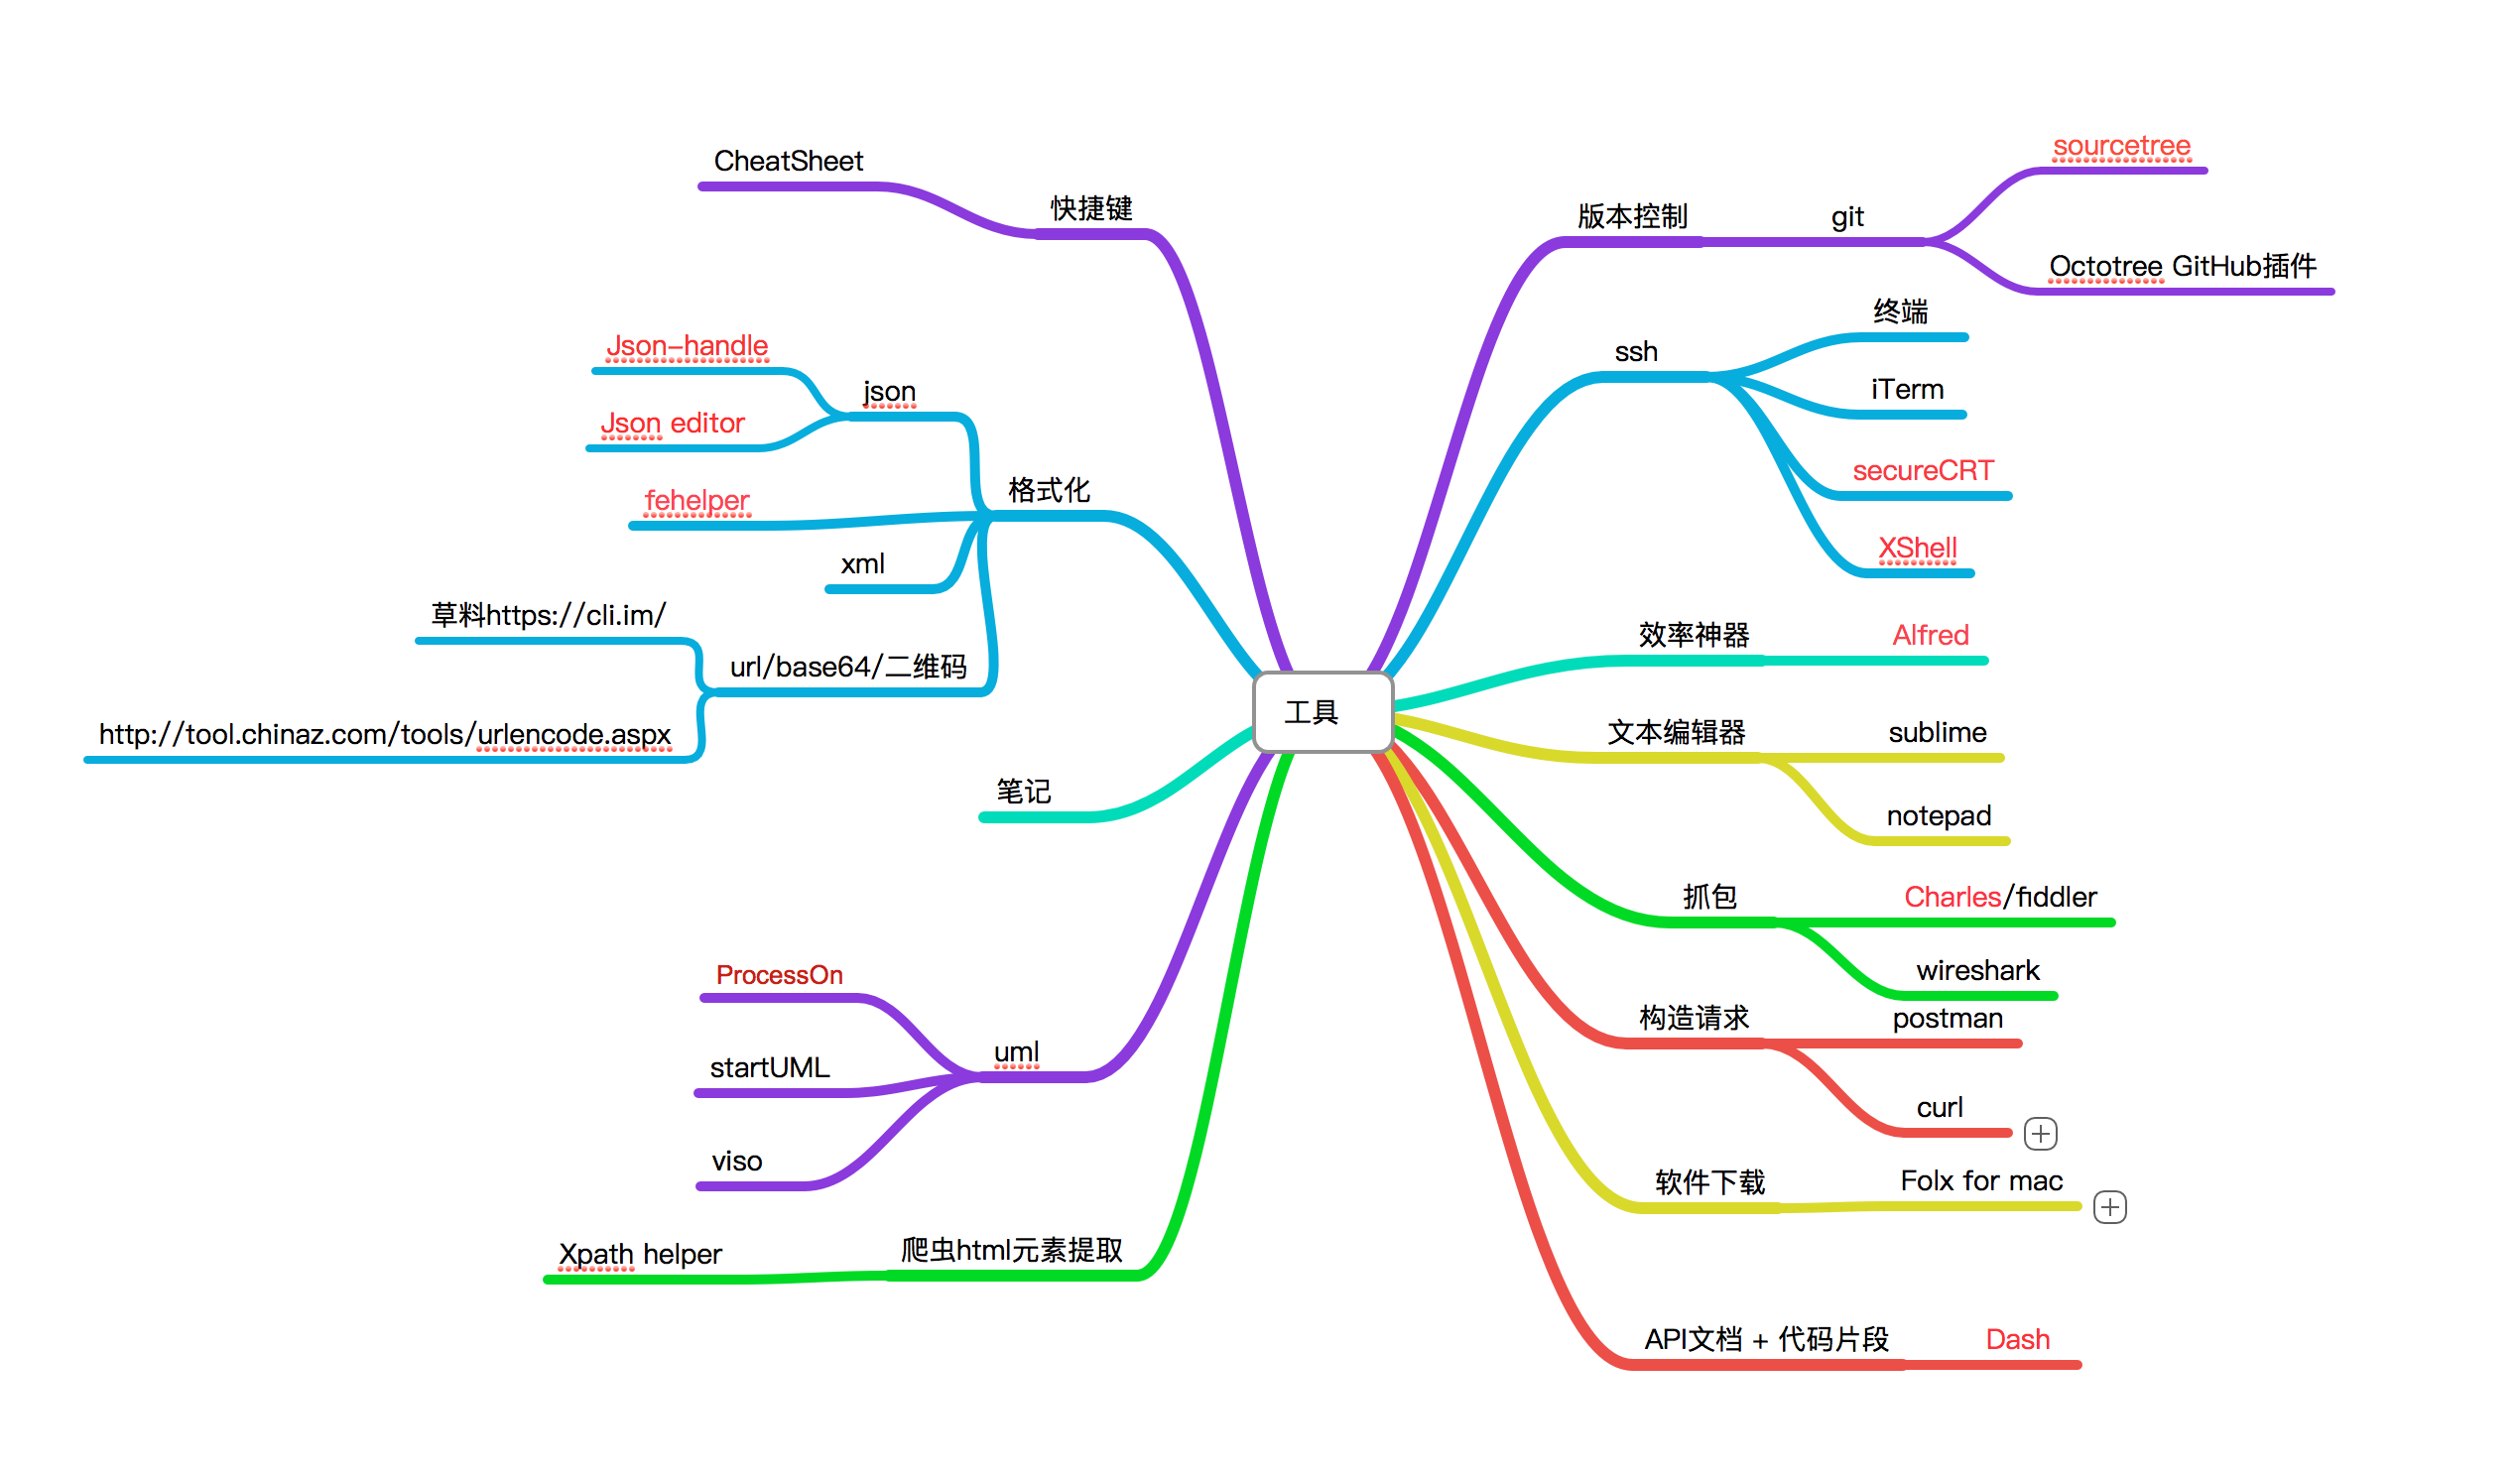 工具
版本控制
git
sourcetree
Octotree GitHub插件
ssh
终端
iTerm
secureCRT
XShell
效率神器
Alfred
文本编辑器
sublime
notepad
抓包
Charles/fiddler
wireshark
构造请求
postman
curl
软件下载
Folx for mac
API文档 + 代码片段
Dash
快捷键
CheatSheet
格式化
json
Json-handle
Json editor
fehelper
xml
url/base64/二维码
草料https://cli.im/
http://tool.chinaz.com/tools/urlencode.aspx
笔记
uml
ProcessOn
startUML
viso
爬虫html元素提取
Xpath helper